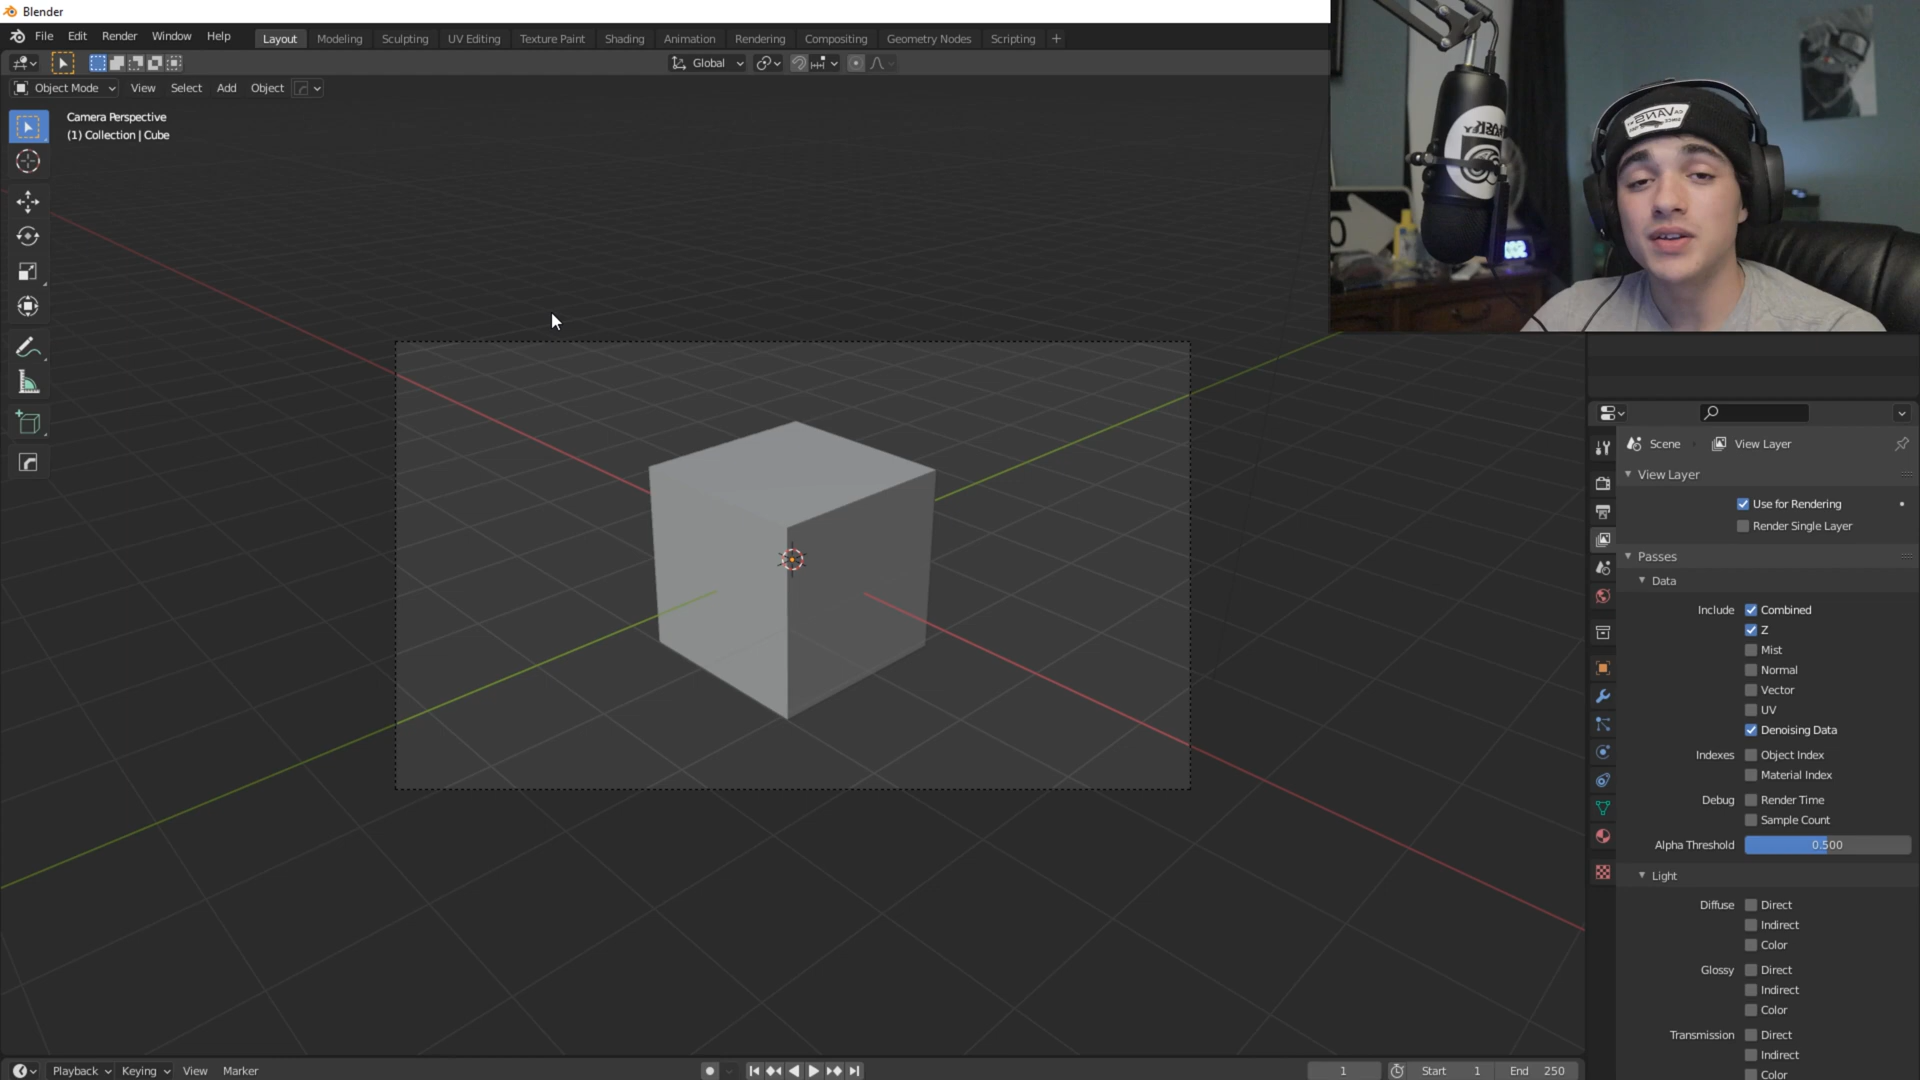 Blender
File Edit Render Window Help Layout Modeling Sculpting UV Editing Texture Paint Shading Animation Rendering Compositing Geometry Nodes Scripting +
Global
Object Mode View Select Add Object
Camera Perspective
(1) Collection | Cube
VANS
Scene View Layer
View Layer
Use for Rendering
Render Single Layer
Passes
Data
Include Combined
Z
Mist
Normal
Vector
UV
Denoising Data
Indexes Object Index
Material Index
Debug Render Time
Sample Count
Alpha Threshold 0.500
Light
Diffuse Direct
Indirect
Color
Glossy Direct
Indirect
Color
Transmission Direct
Indirect
Color
Playback Keying View Marker 1 Start 1 End 250